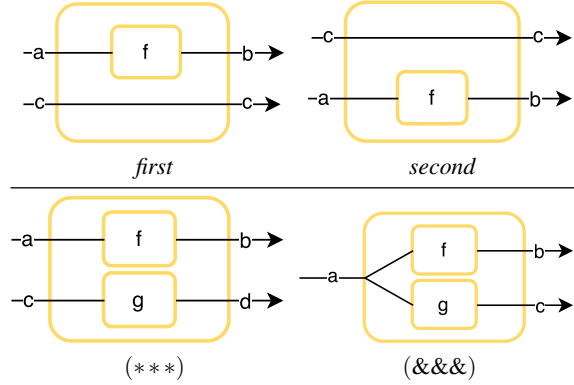 a f b
c c
first
c c
a f b
second
a f b
c g d
(***)
a f b
g c
(&&&)